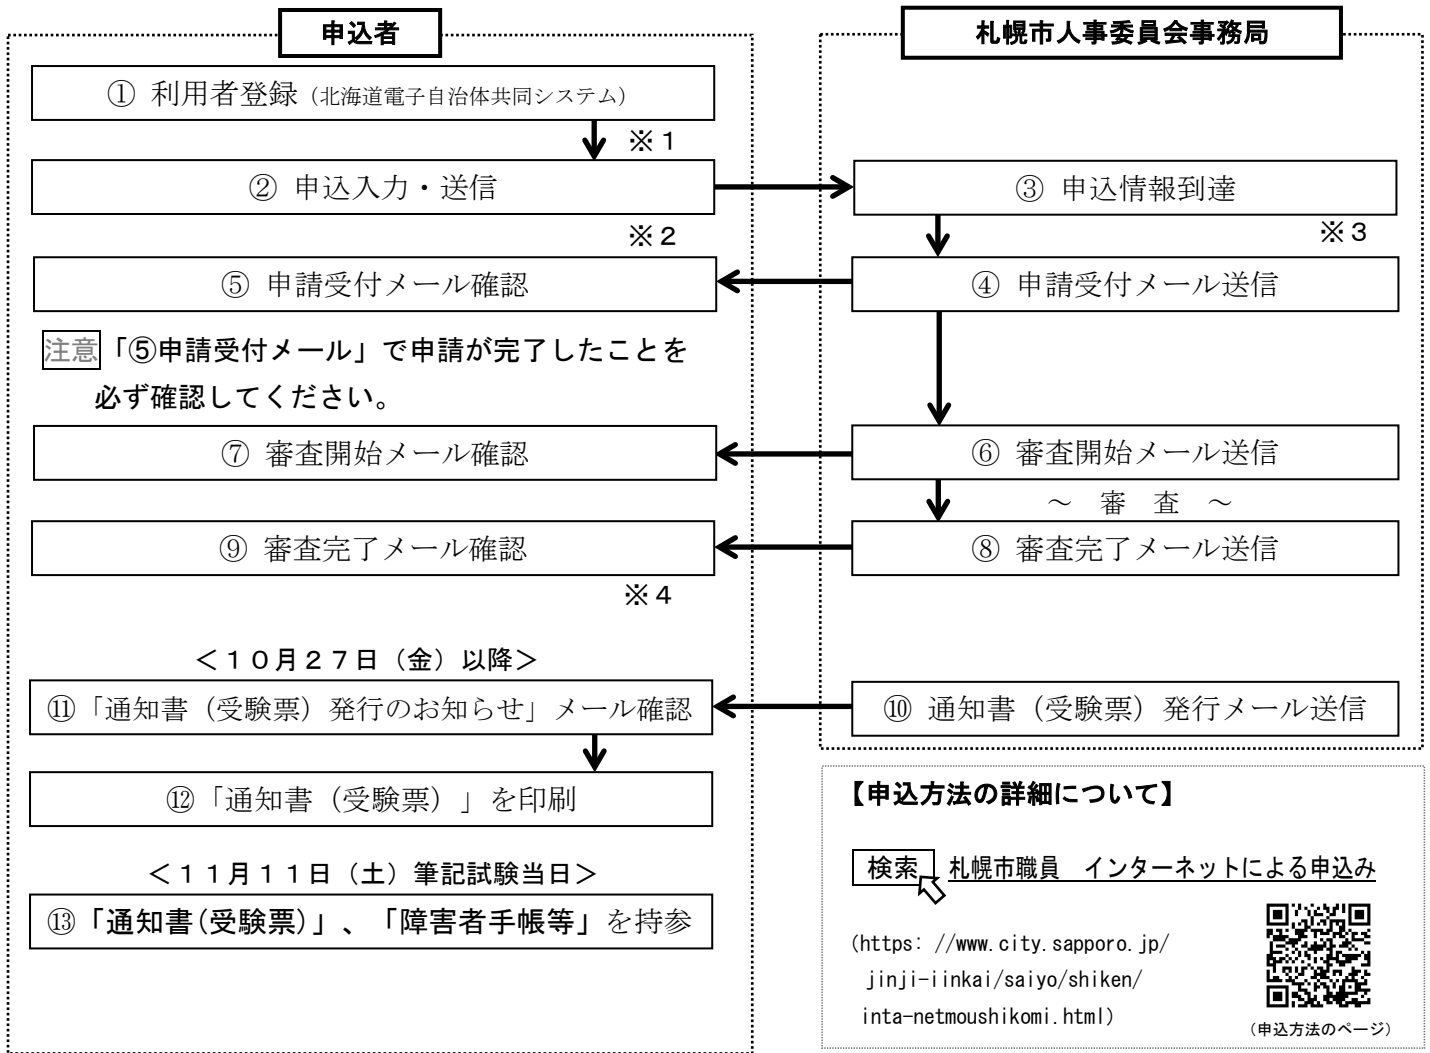 申込者
札幌市人事委員会事務局
① 利用者登録（北海道電子自治体共同システム）
※１
② 申込入力・送信
③ 申込情報到達
※２
※３
⑤ 申請受付メール確認
④ 申請受付メール送信
注意「⑤申請受付メール」で申請が完了したことを
必ず確認してください。
⑦ 審査開始メール確認
⑥ 審査開始メール送信
～ 審 査 ～
⑨ 審査完了メール確認
⑧ 審査完了メール送信
※４
＜１０月２７日（金）以降＞
⑪「通知書（受験票）発行のお知らせ」メール確認
⑩ 通知書（受験票）発行メール送信
⑫「通知書（受験票）」を印刷
＜１１月１１日（土）筆記試験当日＞
⑬「通知書(受験票)」、「障害者手帳等」を持参
【申込方法の詳細について】
検索 札幌市職員　インターネットによる申込み
(https: //www.city.sapporo.jp/
jinji-iinkai/saiyo/shiken/
inta-netmoushikomi.html)
（申込方法のページ）